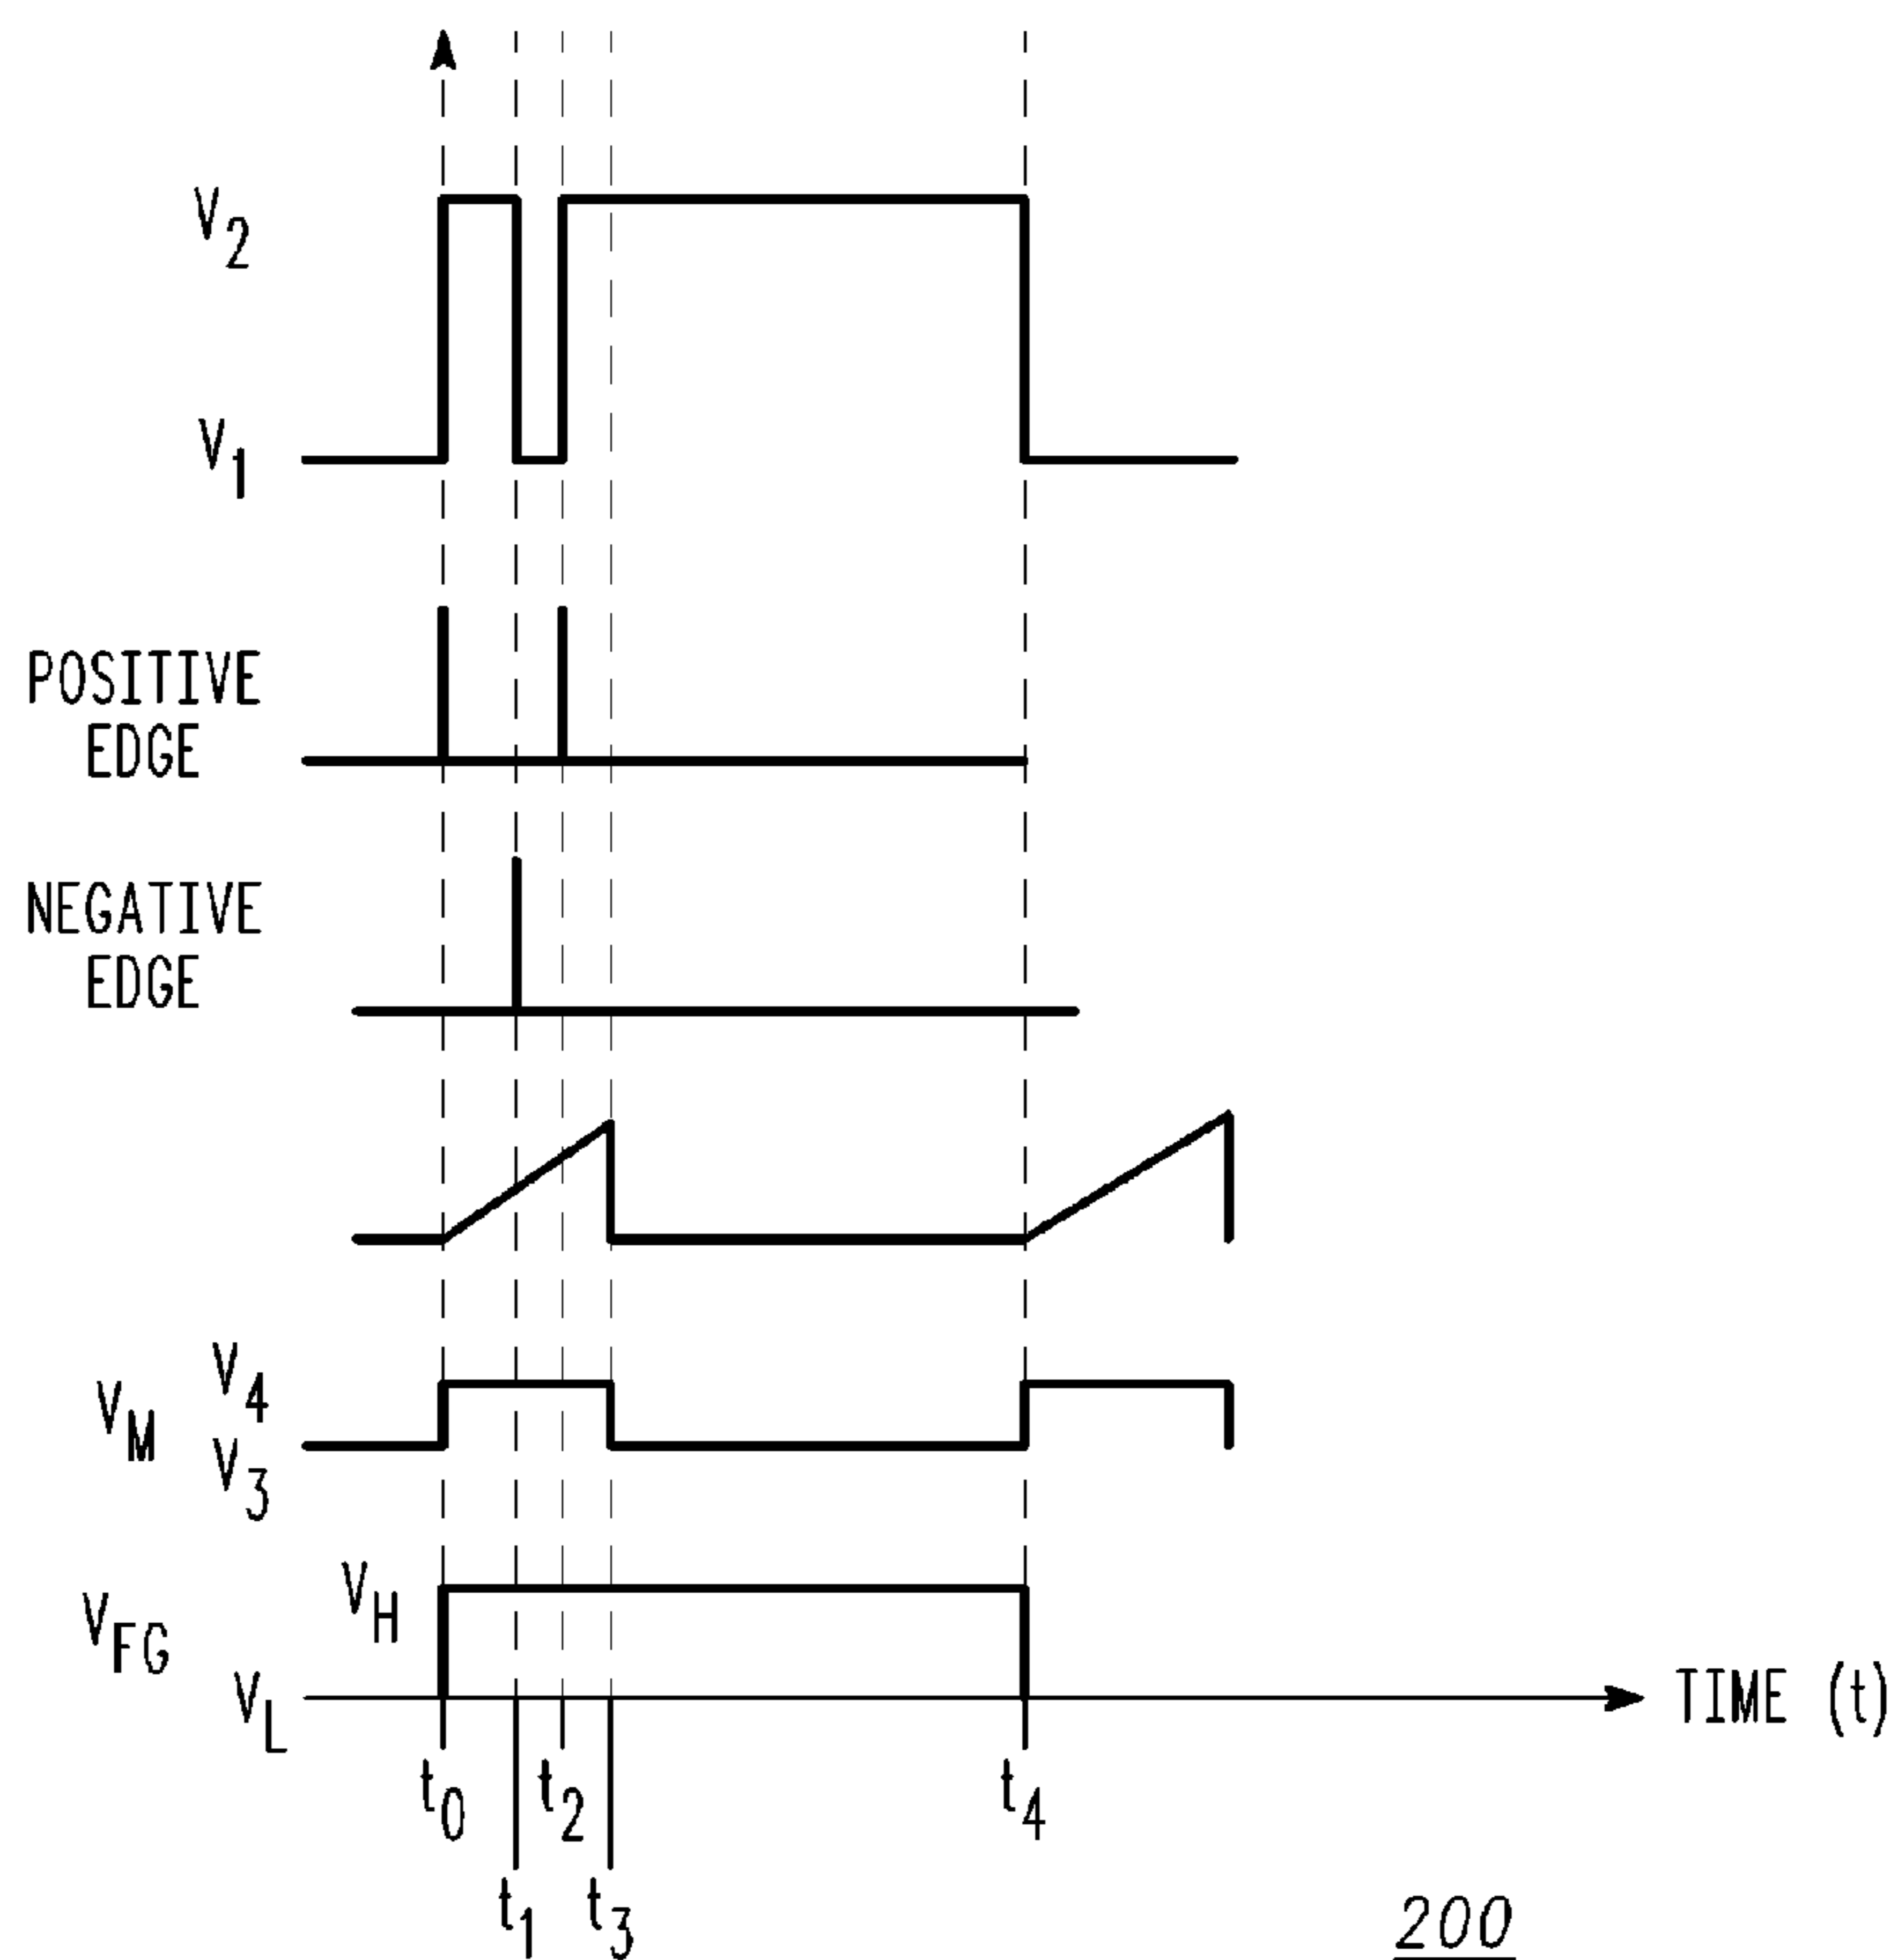 V2
V1
POSITIVE
EDGE
NEGATIVE
EDGE
VM
V4
V3
VFG
VH
VL
TIME (t)
t0
t2
t4
t1
t3
200